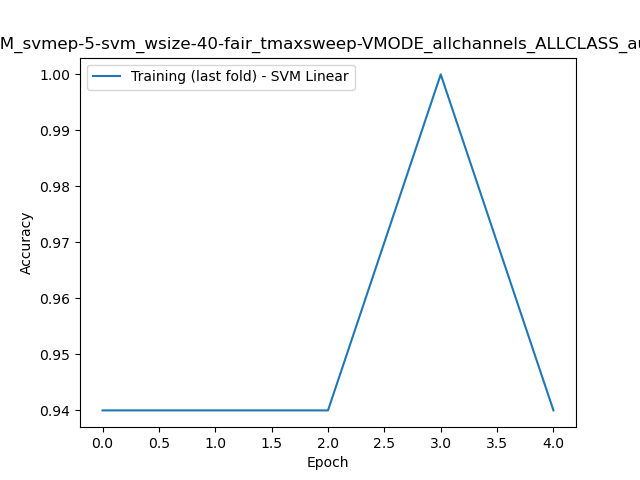 M_svmep-5-svm_wsize-40-fair_tmaxsweep-VMODE_allchannels_ALLCLASS_au
Training (last fold) - SVM Linear
1.00
0.99
0.98
0.97
0.96
0.95
0.94
Accuracy
0.0 0.5 1.0 1.5 2.0 2.5 3.0 3.5 4.0
Epoch